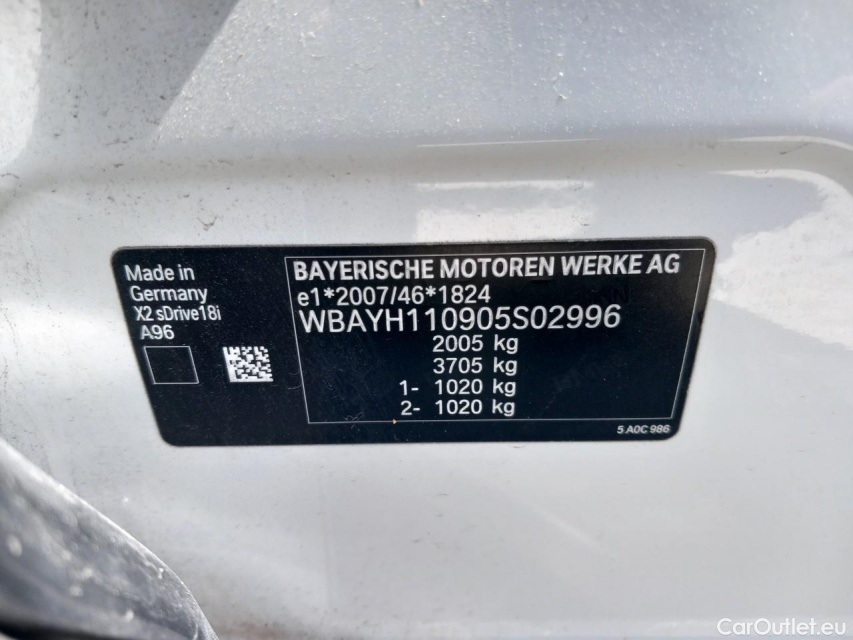 Made in
Germany
X2 sDrive18i
A96
BAYERISCHE MOTOREN WERKE AG
e1*2007/46*1824
WBAYH110905S02996
2005 kg
3705 kg
1- 1020 kg
2- 1020 kg
5 A0C 986
CarOutlet.eu